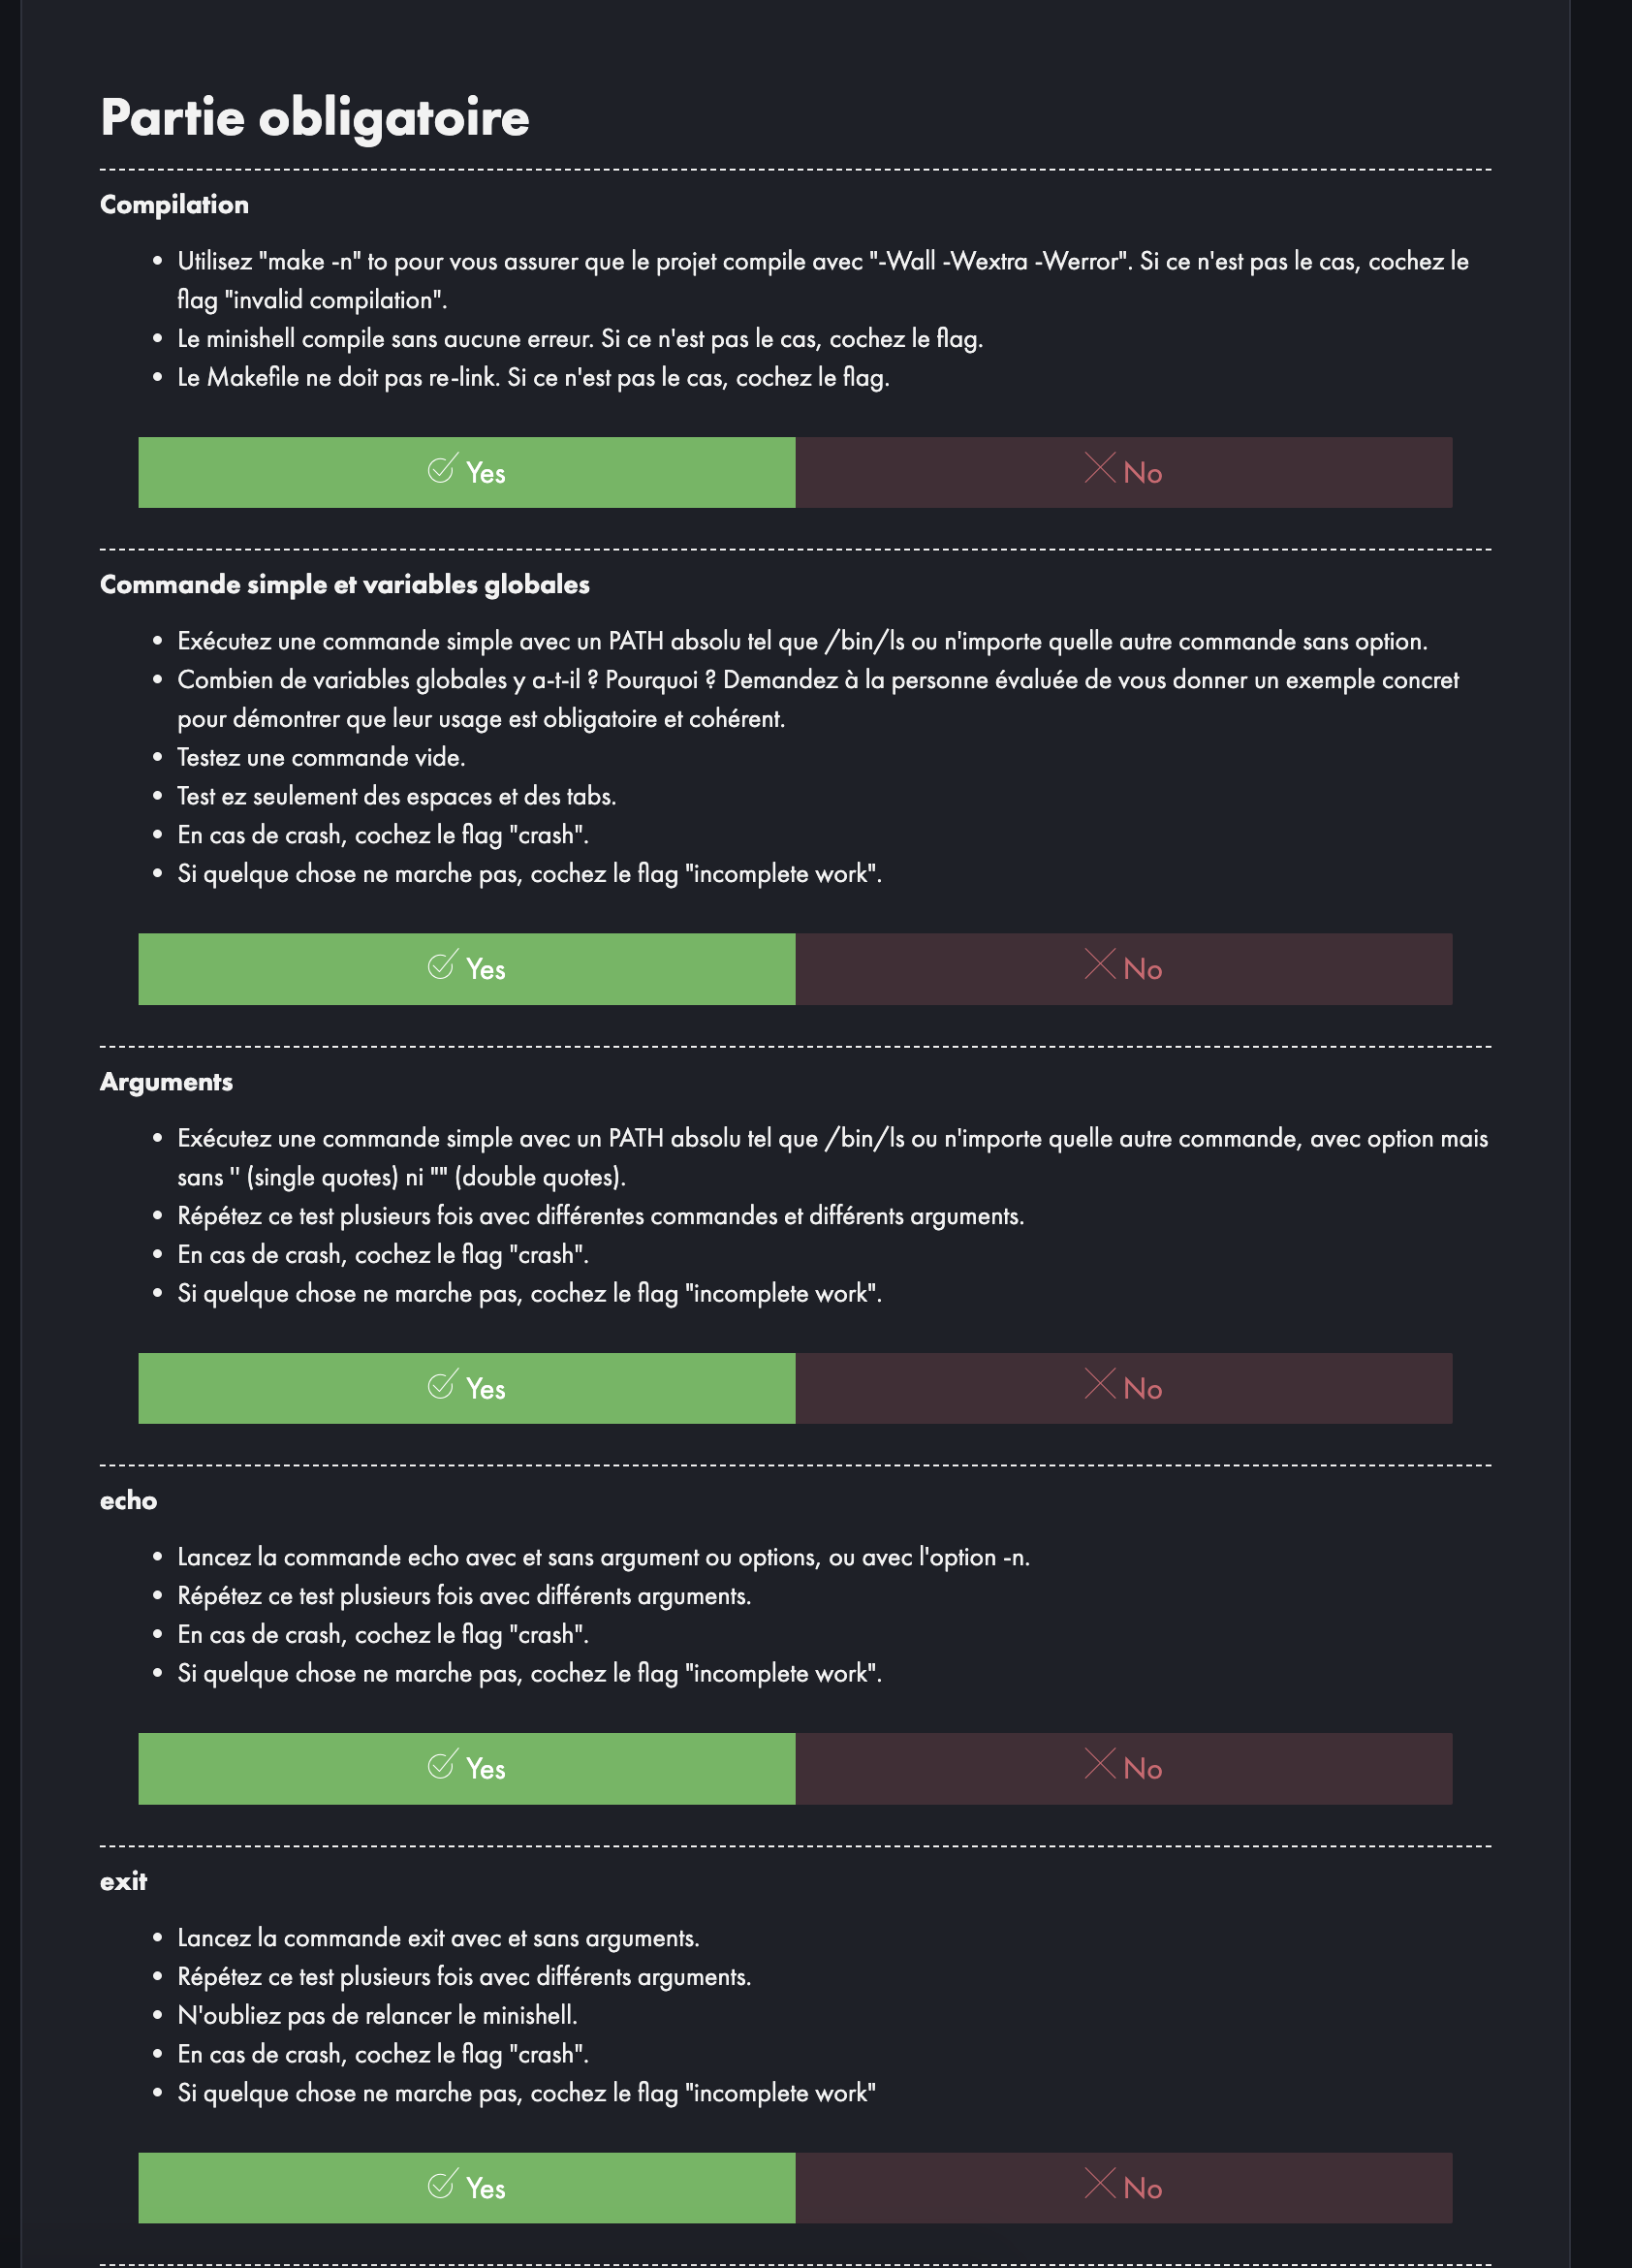 Partie obligatoire
Compilation
• Utilisez "make -n" to pour vous assurer que le projet compile avec "-Wall -Wextra -Werror". Si ce n'est pas le cas, cochez le
flag "invalid compilation".
• Le minishell compile sans aucune erreur. Si ce n'est pas le cas, cochez le flag.
• Le Makefile ne doit pas re-link. Si ce n'est pas le cas, cochez le flag.
Yes
No
Commande simple et variables globales
• Exécutez une commande simple avec un PATH absolu tel que /bin/ls ou n'importe quelle autre commande sans option.
• Combien de variables globales y a-t-il ? Pourquoi ? Demandez à la personne évaluée de vous donner un exemple concret
pour démontrer que leur usage est obligatoire et cohérent.
• Testez une commande vide.
• Test ez seulement des espaces et des tabs.
• En cas de crash, cochez le flag "crash".
• Si quelque chose ne marche pas, cochez le flag "incomplete work".
Yes
No
Arguments
• Exécutez une commande simple avec un PATH absolu tel que /bin/ls ou n'importe quelle autre commande, avec option mais
sans '' (single quotes) ni "" (double quotes).
• Répétez ce test plusieurs fois avec différentes commandes et différents arguments.
• En cas de crash, cochez le flag "crash".
• Si quelque chose ne marche pas, cochez le flag "incomplete work".
Yes
No
echo
• Lancez la commande echo avec et sans argument ou options, ou avec l'option -n.
• Répétez ce test plusieurs fois avec différents arguments.
• En cas de crash, cochez le flag "crash".
• Si quelque chose ne marche pas, cochez le flag "incomplete work".
Yes
No
exit
• Lancez la commande exit avec et sans arguments.
• Répétez ce test plusieurs fois avec différents arguments.
• N'oubliez pas de relancer le minishell.
• En cas de crash, cochez le flag "crash".
• Si quelque chose ne marche pas, cochez le flag "incomplete work"
Yes
No